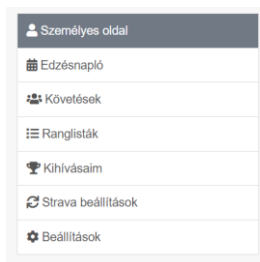 Személyes oldal
Edzésnapló
Követések
Ranglisták
Kihívásaim
Strava beállítások
Beállítások